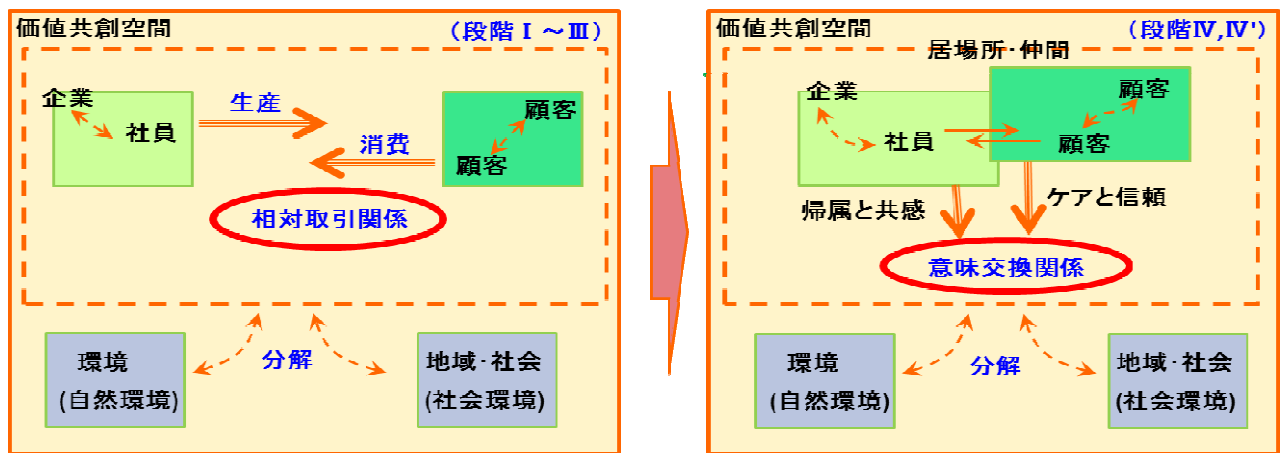 価値共創空間
(段階Ⅰ～Ⅲ)
企業
社員
生産
消費
顧客
顧客
相対取引関係
環境
(自然環境)
分解
地域・社会
(社会環境)
価値共創空間
(段階Ⅳ,Ⅳ')
居場所・仲間
企業
社員
顧客
顧客
帰属と共感
ケアと信頼
意味交換関係
環境
(自然環境)
分解
地域・社会
(社会環境)